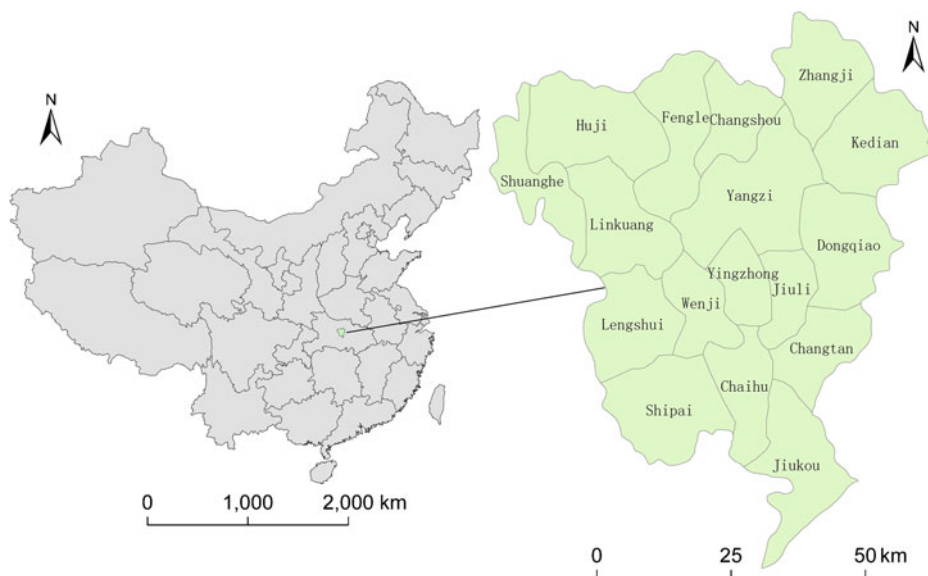 N
N
Zhangji
Huji
Fengle
Changshou
Kedian
Shuanghe
Yangzi
Linkuang
Dongqiao
Yingzhong
Jiuli
Wenji
Lengshui
Changtan
Chaihu
Shipai
Jiukou
0 1,000 2,000 km
0 25 50 km